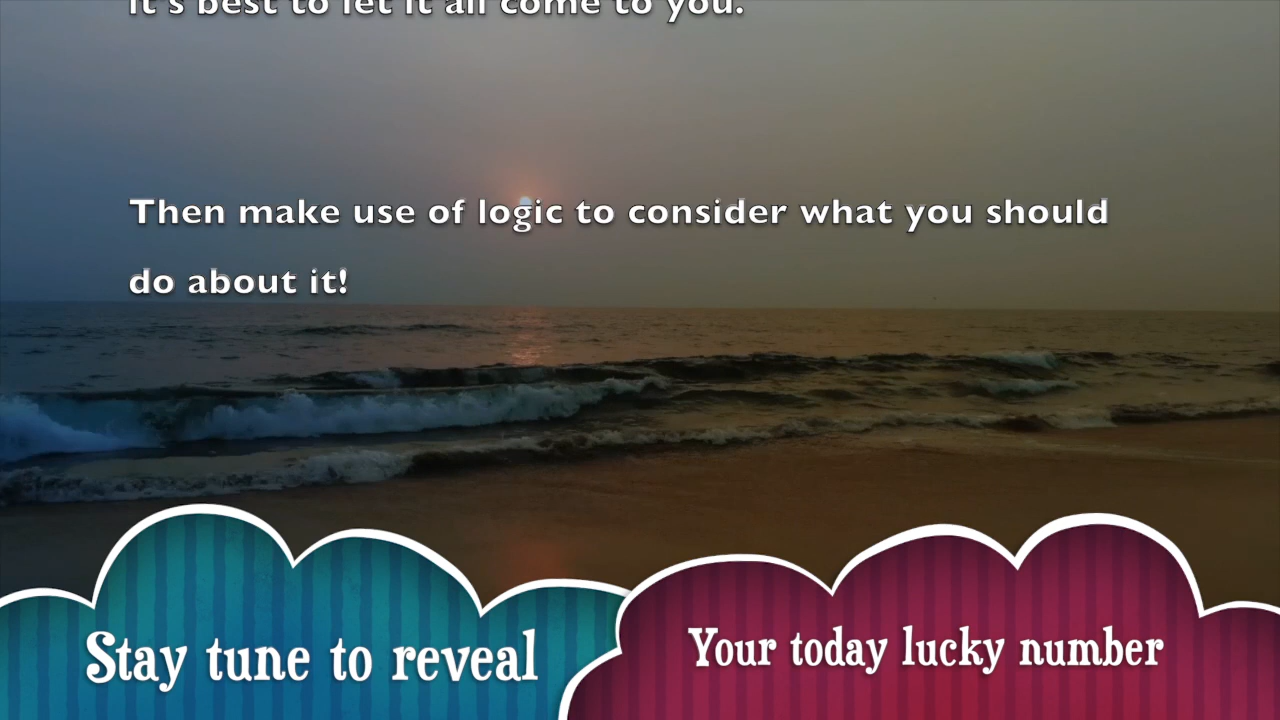 It's best to let it all come to you.
Then make use of logic to consider what you should
do about it!
Stay tune to reveal
Your today lucky number